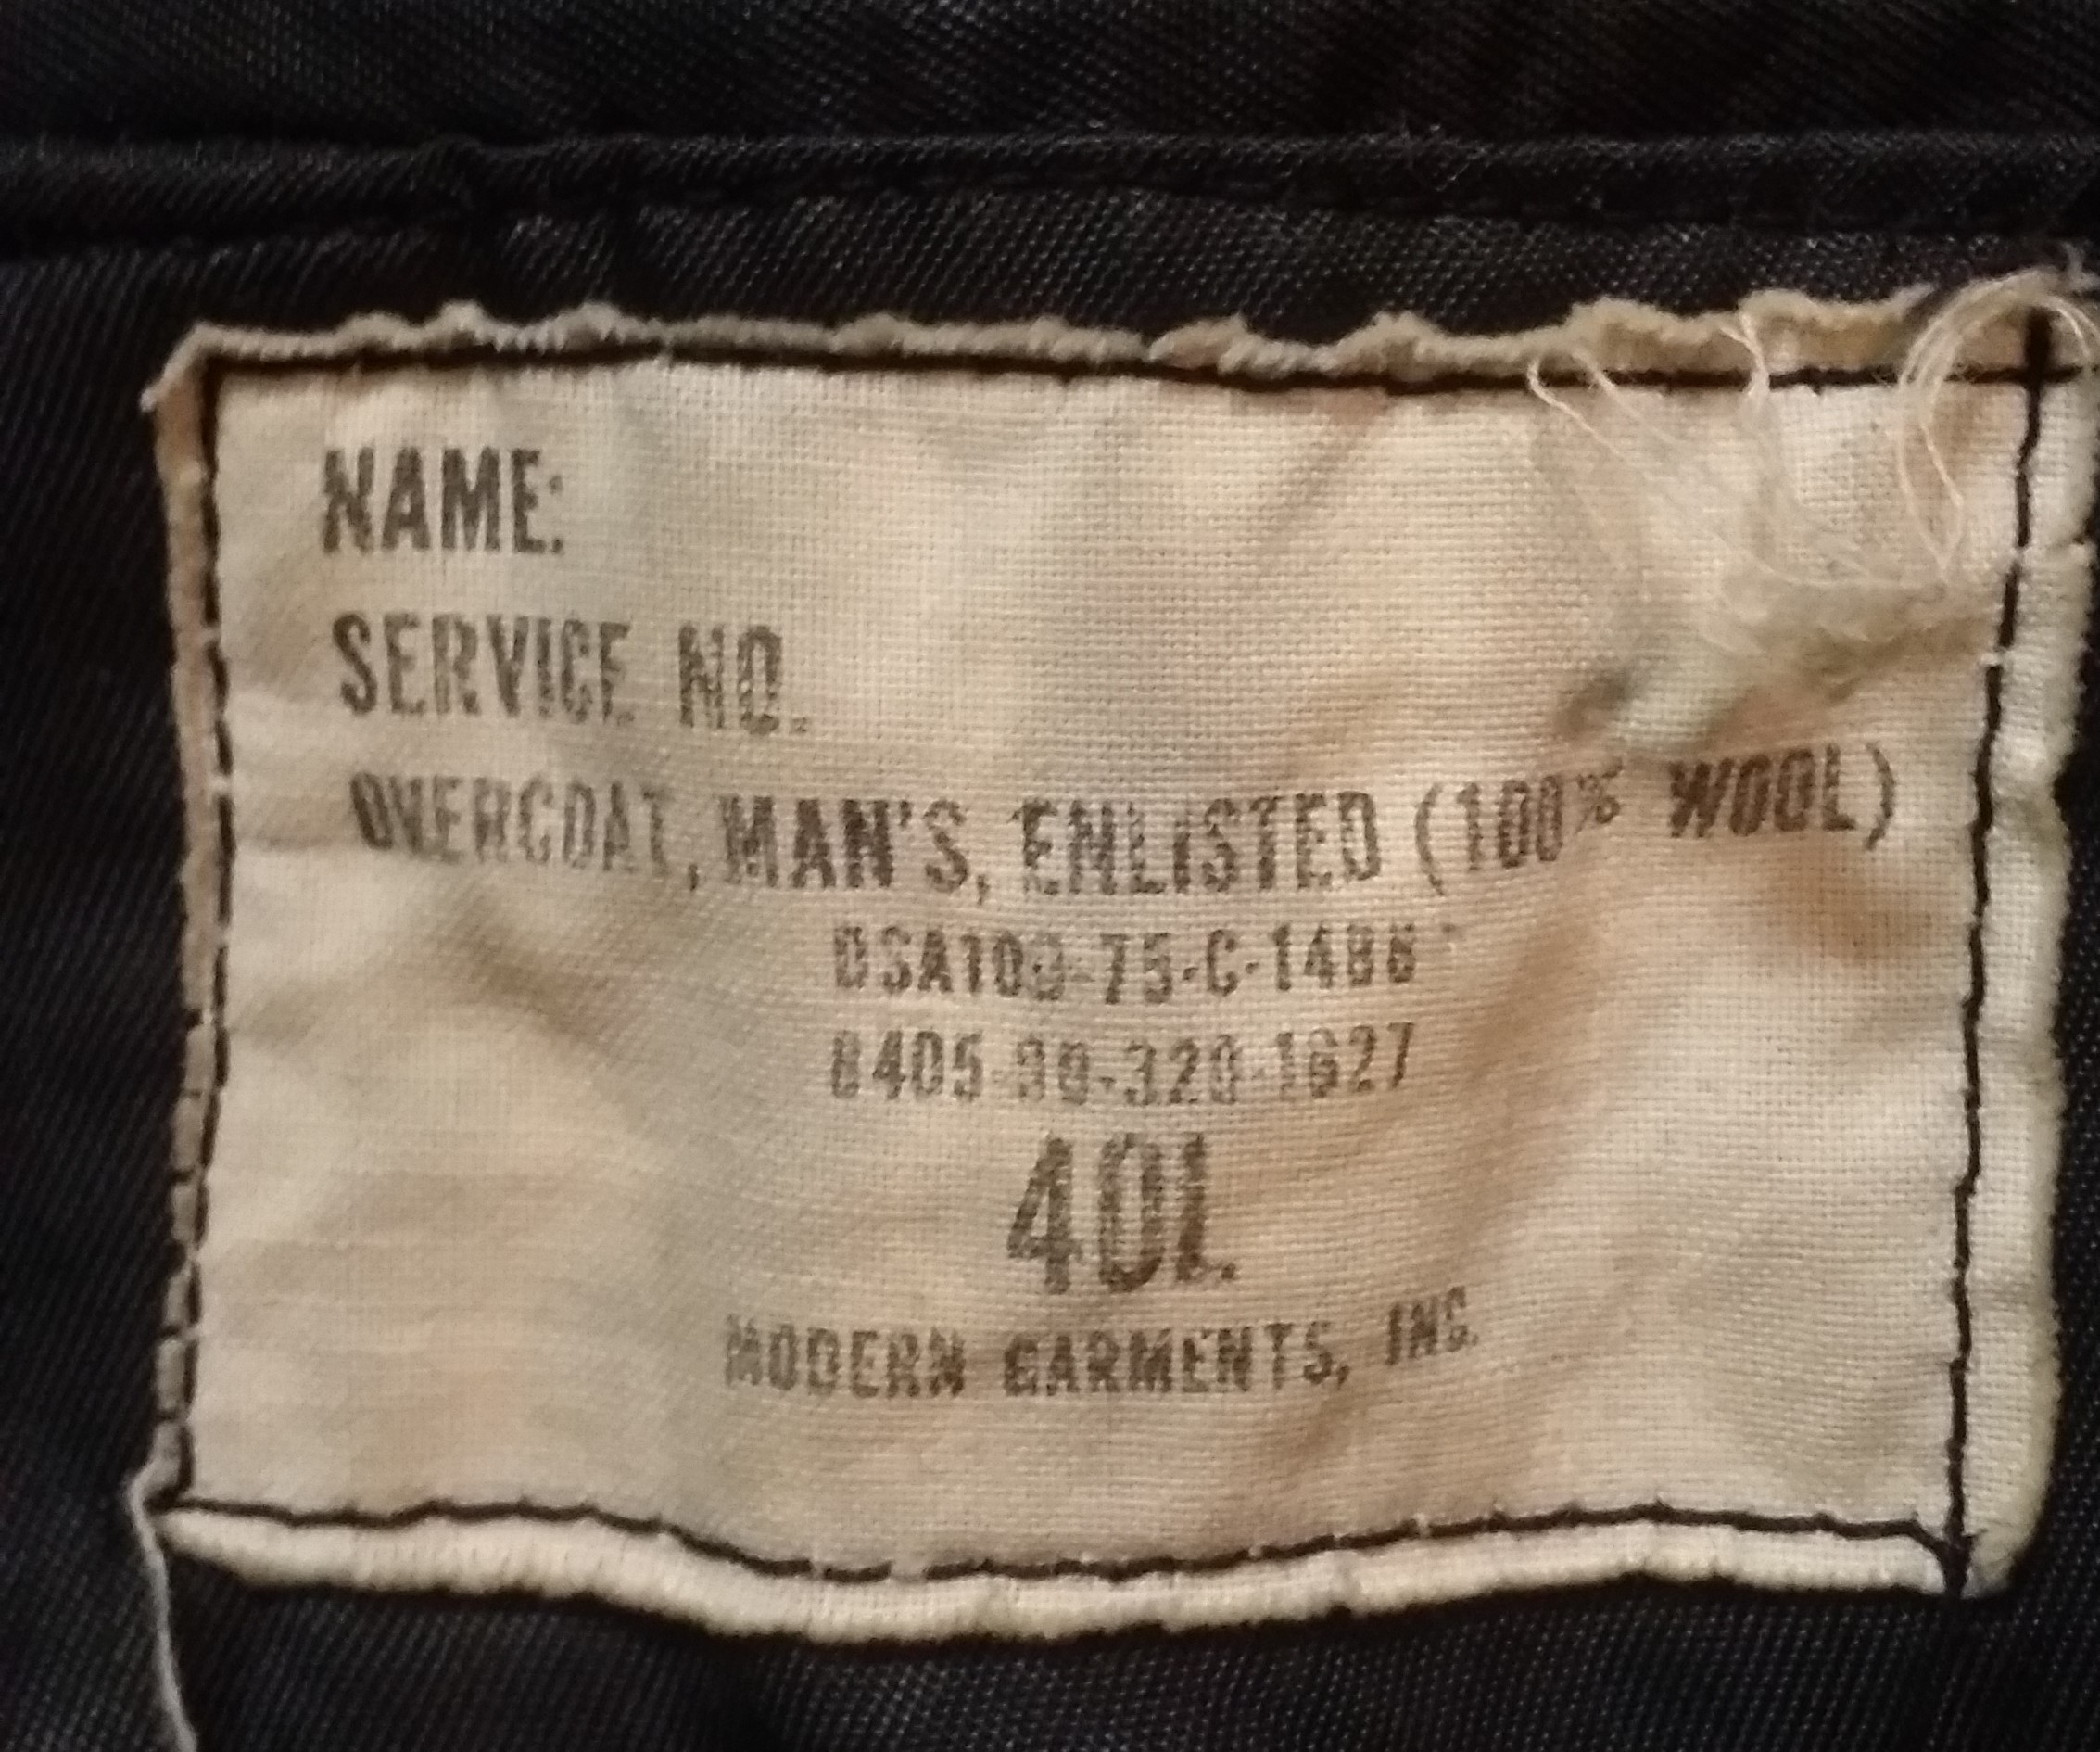 NAME:
SERVICE NO.
OVERCOAT, MAN'S, ENLISTED (100% WOOL)
DSA100-75-C-1486
8405-00-320-1627
40L
MODERN GARMENTS, INC.